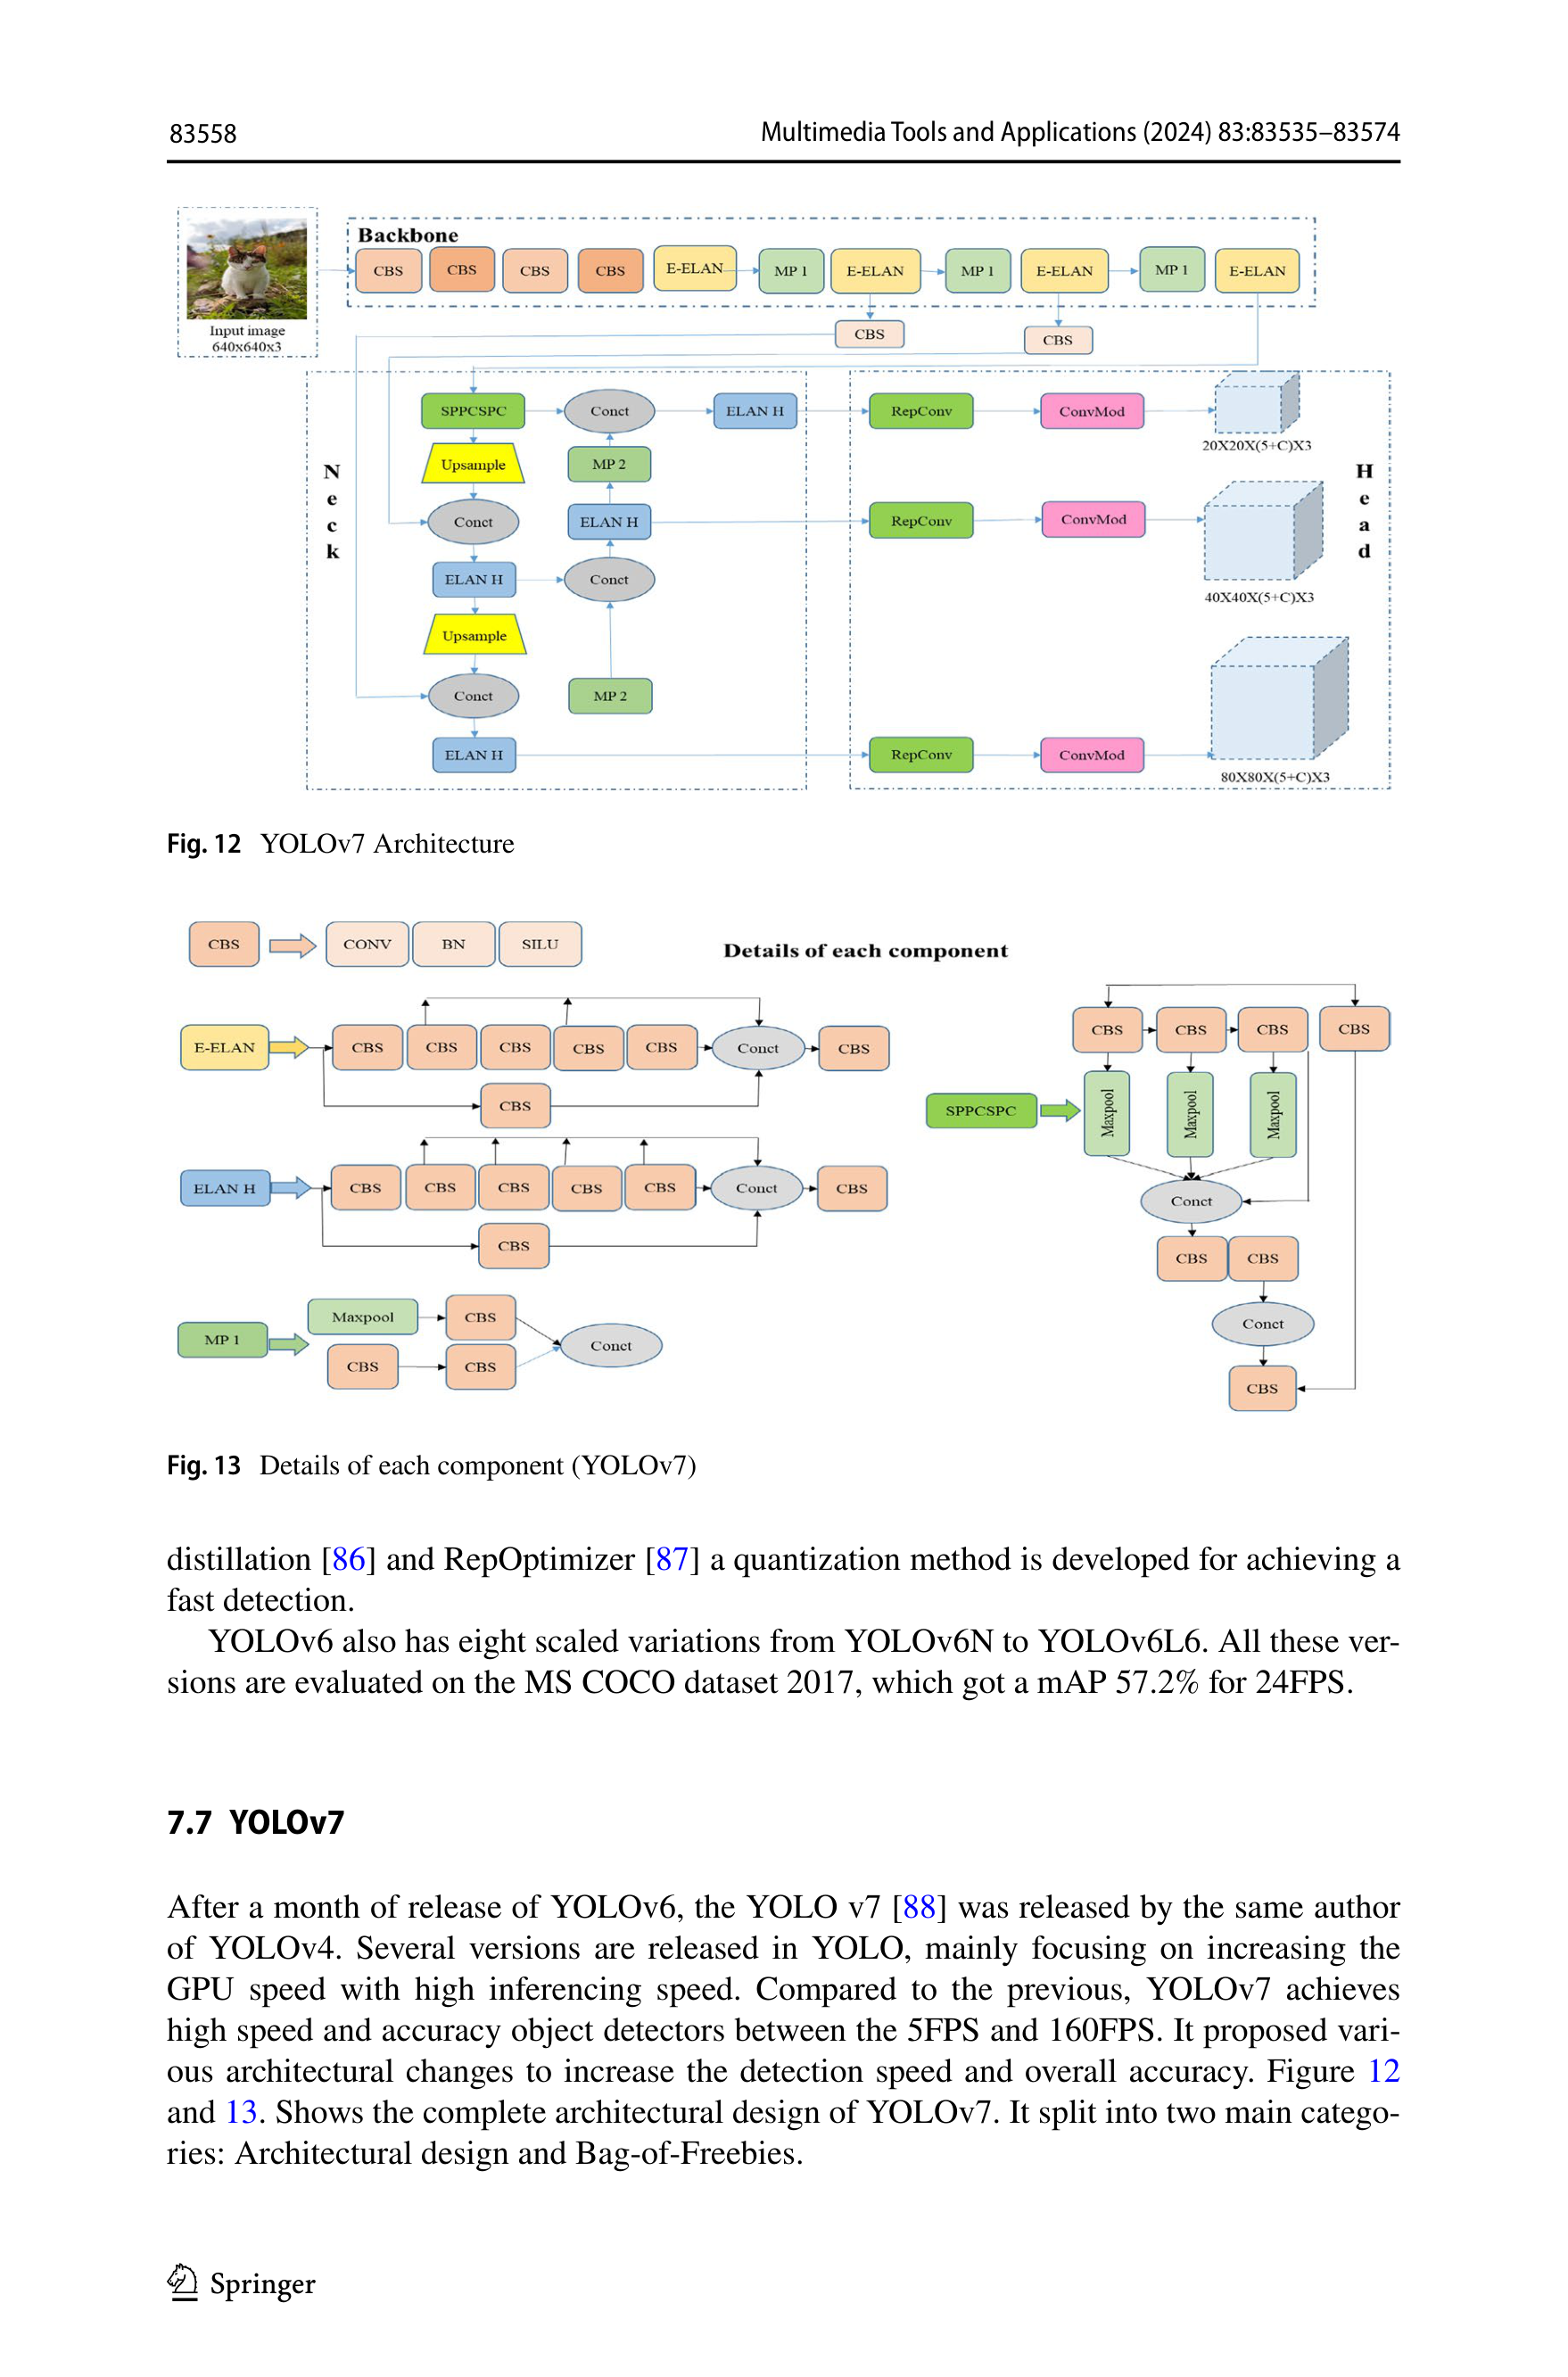 83558
Multimedia Tools and Applications (2024) 83:83535–83574
Backbone
CBS CBS CBS CBS E-ELAN MP 1 E-ELAN MP 1 E-ELAN MP 1 E-ELAN
Input image
640x640x3
CBS CBS
SPPCSPC Conct ELAN H RepConv ConvMod
20X20X(5+C)X3
Upsample MP 2
Neck
Head
Conct ELAN H RepConv ConvMod
ELAN H Conct
40X40X(5+C)X3
Upsample
Conct MP 2
ELAN H RepConv ConvMod
80X80X(5+C)X3
Fig. 12 YOLOv7 Architecture
CBS CONV BN SILU
Details of each component
E-ELAN CBS CBS CBS CBS CBS Conct CBS
CBS
ELAN H CBS CBS CBS CBS CBS Conct CBS
CBS
MP 1 Maxpool CBS
CBS CBS
Conct
CBS CBS CBS CBS
SPPCSPC Maxpool Maxpool Maxpool
Conct
CBS CBS
Conct
CBS
Fig. 13 Details of each component (YOLOv7)
distillation [86] and RepOptimizer [87] a quantization method is developed for achieving a
fast detection.
YOLOv6 also has eight scaled variations from YOLOv6N to YOLOv6L6. All these ver-
sions are evaluated on the MS COCO dataset 2017, which got a mAP 57.2% for 24FPS.
7.7 YOLOv7
After a month of release of YOLOv6, the YOLO v7 [88] was released by the same author
of YOLOv4. Several versions are released in YOLO, mainly focusing on increasing the
GPU speed with high inferencing speed. Compared to the previous, YOLOv7 achieves
high speed and accuracy object detectors between the 5FPS and 160FPS. It proposed vari-
ous architectural changes to increase the detection speed and overall accuracy. Figure 12
and 13. Shows the complete architectural design of YOLOv7. It split into two main catego-
ries: Architectural design and Bag-of-Freebies.
Springer